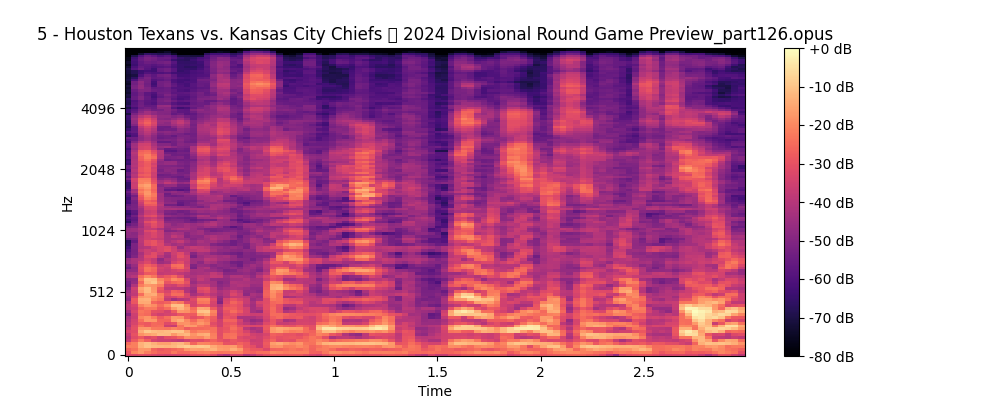 5 - Houston Texans vs. Kansas City Chiefs ▯ 2024 Divisional Round Game Preview_part126.opus
+0 dB
-10 dB
-20 dB
-30 dB
-40 dB
-50 dB
-60 dB
-70 dB
-80 dB
4096
2048
1024
512
0
Hz
0
0.5
1
1.5
2
2.5
Time